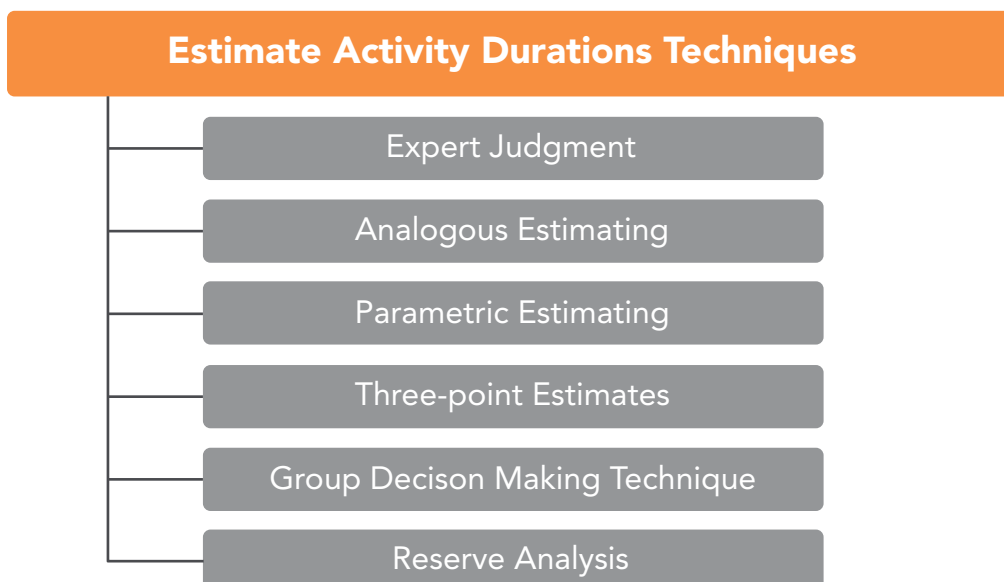 Estimate Activity Durations Techniques
Expert Judgment
Analogous Estimating
Parametric Estimating
Three-point Estimates
Group Decison Making Technique
Reserve Analysis